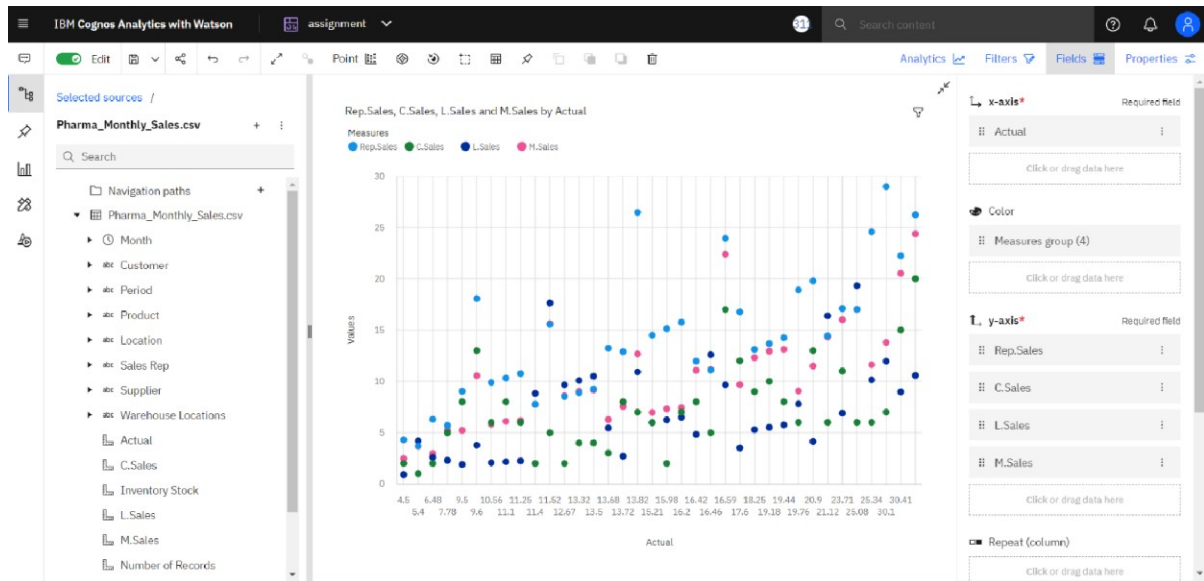 IBM Cognos Analytics with Watson
assignment
Search content
Edit
Point
Analytics
Filters
Fields
Properties
Selected sources /
Pharma_Monthly_Sales.csv
Search
Navigation paths
Pharma_Monthly_Sales.csv
Month
abc Customer
abc Period
abc Product
abc Location
abc Sales Rep
abc Supplier
abc Warehouse Locations
Actual
C.Sales
Inventory Stock
L.Sales
M.Sales
Number of Records
Rep.Sales, C.Sales, L.Sales and M.Sales by Actual
Measures
Rep.Sales C.Sales L.Sales M.Sales
Values
30
25
20
15
10
5
0
4.5 6.48 9.5 10.56 11.25 11.52 13.32 13.68 13.82 15.98 16.42 16.59 18.25 19.44 20.9 23.71 25.34 30.41
5.4 7.78 9.6 11.1 11.4 12.67 13.5 13.72 15.21 16.2 16.46 17.6 19.18 19.76 21.12 25.08 30.1
Actual
x-axis* Required field
Actual
Click or drag data here
Color
Measures group (4)
Click or drag data here
y-axis* Required field
Rep.Sales
C.Sales
L.Sales
M.Sales
Click or drag data here
Repeat (column)
Click or drag data here